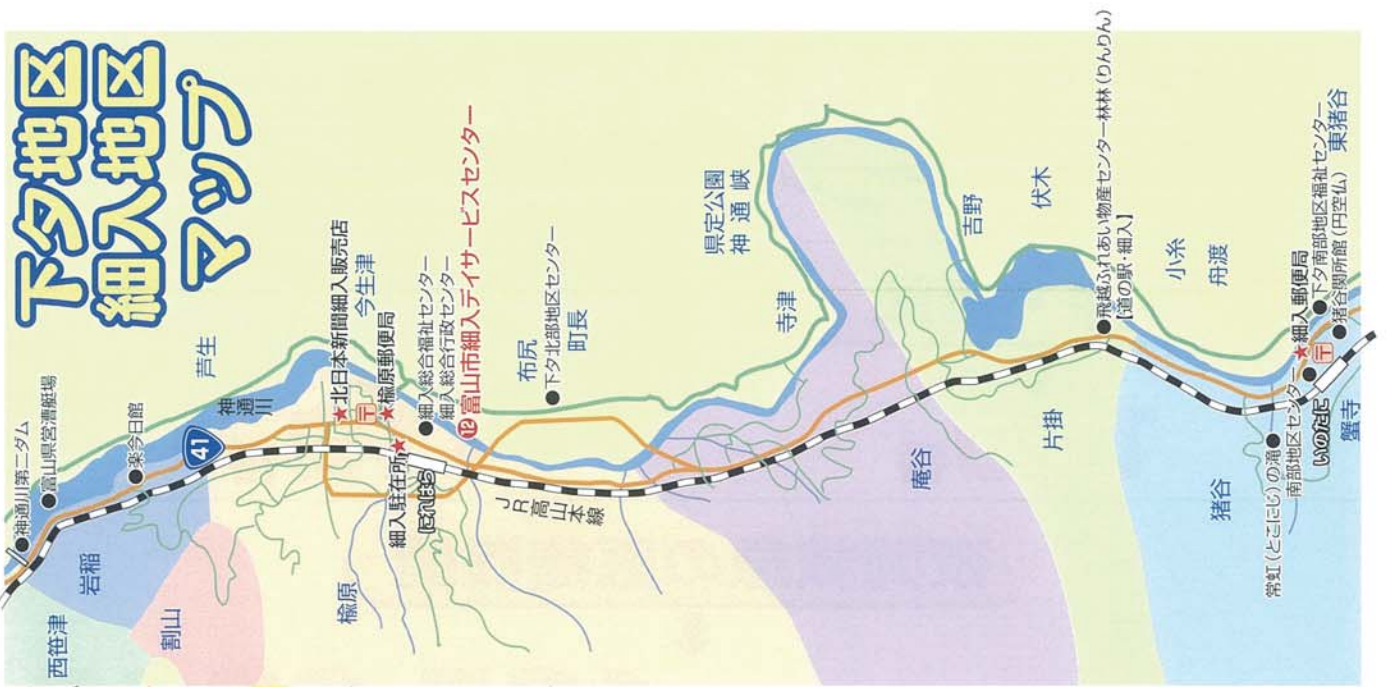 下タ地区
細入地区
マップ
神通川第二ダム
富山県営漕艇場
楽今日館
芦生
西笹津
岩稲
割山
41
神通川
北日本新聞細入販売店
今生津
〒
楡原郵便局
細入駐在所
にれはら
細入総合福祉センター
細入総合行政センター
⑫富山市細入デイサービスセンター
楡原
JR高山本線
布尻
町長
下タ北部地区センター
県定公園
神通峡
寺津
庵谷
吉野
伏木
片掛
飛越ふれあい物産センター林林(りんりん)
【道の駅・細入】
小糸
舟渡
猪谷
常虹(とこにじ)の滝
南部地区センター
いのたに
細入郵便局
〒
下タ南部地区福祉センター
猪谷関所館(円空仏)
東猪谷
蟹寺